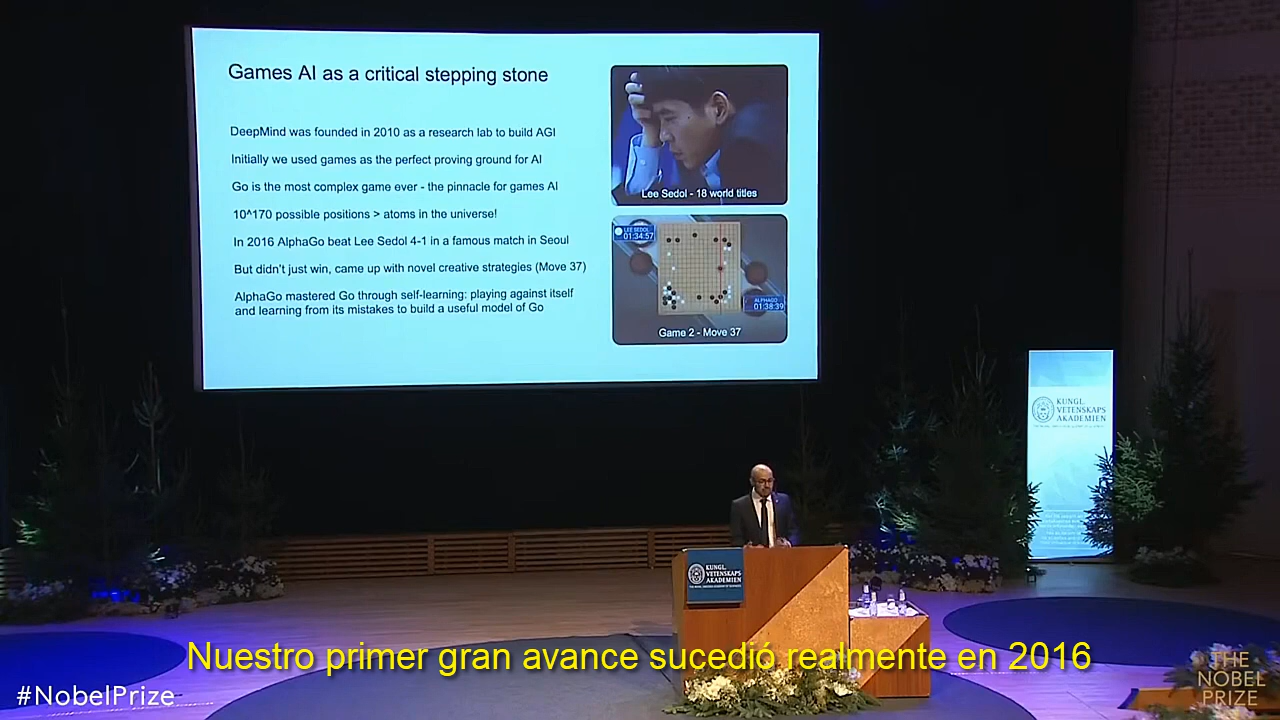 Games AI as a critical stepping stone
DeepMind was founded in 2010 as a research lab to build AGI
Initially we used games as the perfect proving ground for AI
Go is the most complex game ever - the pinnacle for games AI
10^170 possible positions > atoms in the universe!
In 2016 AlphaGo beat Lee Sedol 4-1 in a famous match in Seoul
But didn't just win, came up with novel creative strategies (Move 37)
AlphaGo mastered Go through self-learning: playing against itself
and learning from its mistakes to build a useful model of Go
Lee Sedol - 18 world titles
LEE SEDOL
01:34:57
ALPHAGO
01:38:39
Game 2 - Move 37
KUNGL.
VETENSKAPS
AKADEMIEN
KUNGL.
VETENSKAPS
AKADEMIEN
Nuestro primer gran avance sucedió realmente en 2016
#NobelPrize
THE
NOBEL
PRIZE